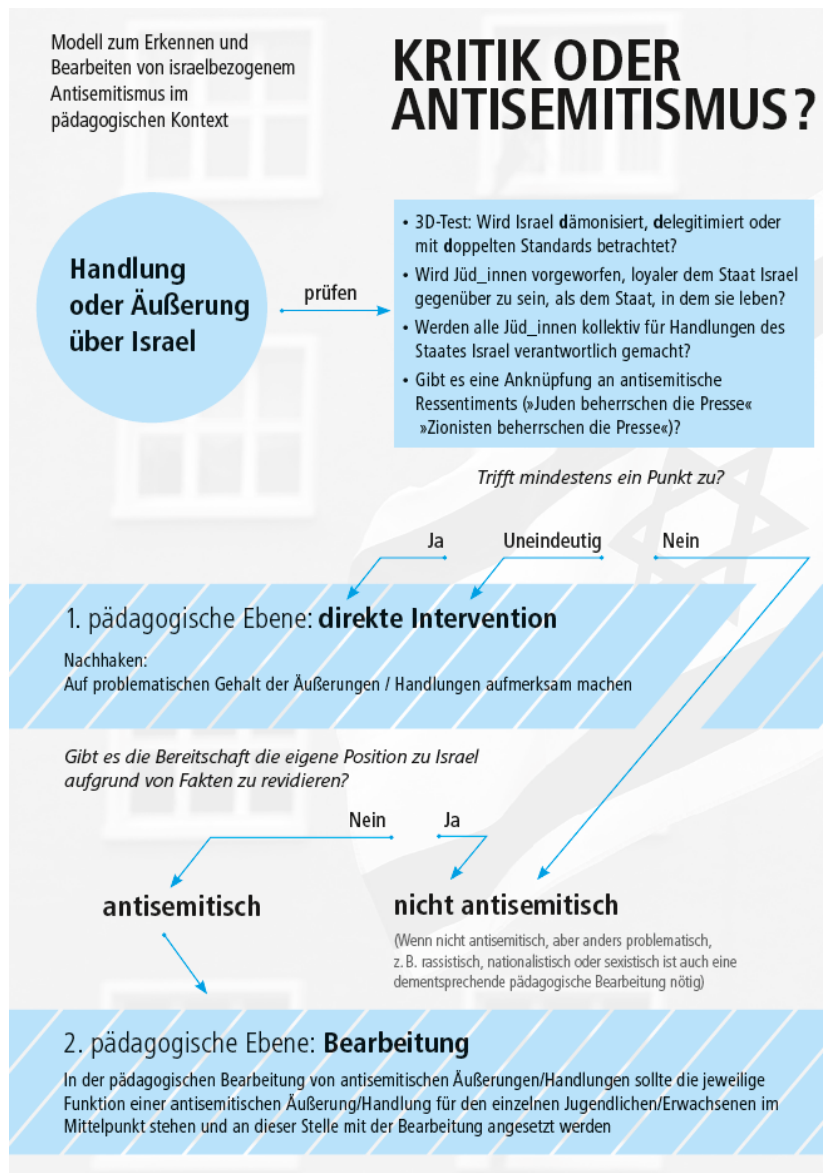 Modell zum Erkennen und
Bearbeiten von israelbezogenem
Antisemitismus im
pädagogischen Kontext
KRITIK ODER
ANTISEMITISMUS?
Handlung
oder Äußerung
über Israel
prüfen
• 3D-Test: Wird Israel dämonisiert, delegitimiert oder
mit doppelten Standards betrachtet?
• Wird Jüd_innen vorgeworfen, loyaler dem Staat Israel
gegenüber zu sein, als dem Staat, in dem sie leben?
• Werden alle Jüd_innen kollektiv für Handlungen des
Staates Israel verantwortlich gemacht?
• Gibt es eine Anknüpfung an antisemitische
Ressentiments (»Juden beherrschen die Presse«
»Zionisten beherrschen die Presse«)?
Trifft mindestens ein Punkt zu?
Ja Uneindeutig Nein
1. pädagogische Ebene: direkte Intervention
Nachhaken:
Auf problematischen Gehalt der Äußerungen / Handlungen aufmerksam machen
Gibt es die Bereitschaft die eigene Position zu Israel
aufgrund von Fakten zu revidieren?
Nein Ja
antisemitisch
nicht antisemitisch
(Wenn nicht antisemitisch, aber anders problematisch,
z. B. rassistisch, nationalistisch oder sexistisch ist auch eine
dementsprechende pädagogische Bearbeitung nötig)
2. pädagogische Ebene: Bearbeitung
In der pädagogischen Bearbeitung von antisemitischen Äußerungen/Handlungen sollte die jeweilige
Funktion einer antisemitischen Äußerung/Handlung für den einzelnen Jugendlichen/Erwachsenen im
Mittelpunkt stehen und an dieser Stelle mit der Bearbeitung angesetzt werden